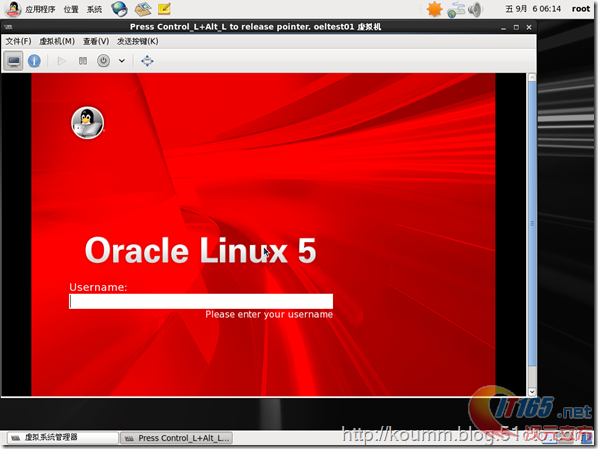 应用程序 位置 系统 五 9月 6 06:14 root
Press Control_L+Alt_L to release pointer. oeltest01 虚拟机
文件(F) 虚拟机(M) 查看(V) 发送按键(K)
Oracle Linux 5
Username:
Please enter your username
IT165.net
虚拟系统管理器 Press Control_L+Alt_L...
http://koumm.blog.51cto.com